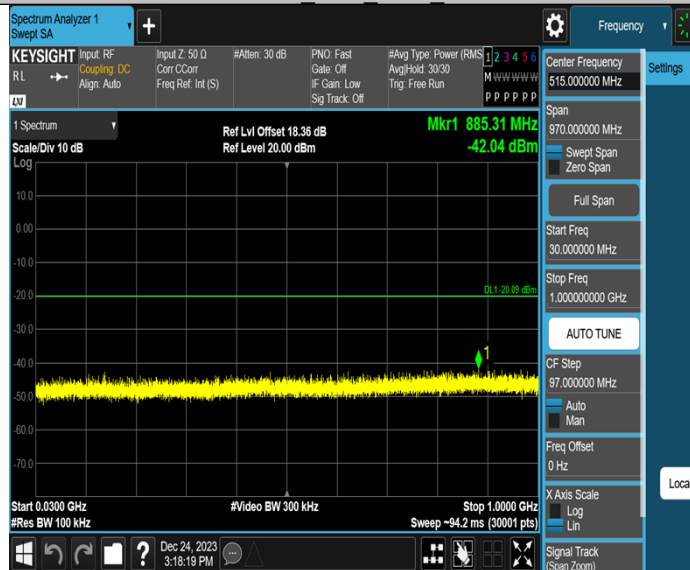 Spectrum Analyzer 1
Swept SA
+
Frequency
KEYSIGHT
RL
LXI
Input: RF
Coupling: DC
Align: Auto
Input Z: 50 Ω
Corr CCorr
Freq Ref: Int (S)
#Atten: 30 dB
PNO: Fast
Gate: Off
IF Gain: Low
Sig Track: Off
#Avg Type: Power (RMS
Avg|Hold: 30/30
Trig: Free Run
1 2 3 4 5 6
M W W W W W
P P P P P P
1 Spectrum
Scale/Div 10 dB
Log
Ref Lvl Offset 18.36 dB
Ref Level 20.00 dBm
Mkr1 885.31 MHz
-42.04 dBm
10.0
0.00
-10.0
-20.0
-30.0
-40.0
-50.0
-60.0
-70.0
DL1 -20.09 dBm
1
Start 0.0300 GHz
#Res BW 100 kHz
#Video BW 300 kHz
Stop 1.0000 GHz
Sweep ~94.2 ms (30001 pts)
?
Dec 24, 2023
3:18:19 PM
Center Frequency
515.000000 MHz
Span
970.000000 MHz
Swept Span
Zero Span
Full Span
Start Freq
30.000000 MHz
Stop Freq
1.000000000 GHz
AUTO TUNE
CF Step
97.000000 MHz
Auto
Man
Freq Offset
0 Hz
X Axis Scale
Log
Lin
Signal Track
(Span Zoom)
Settings
Loca